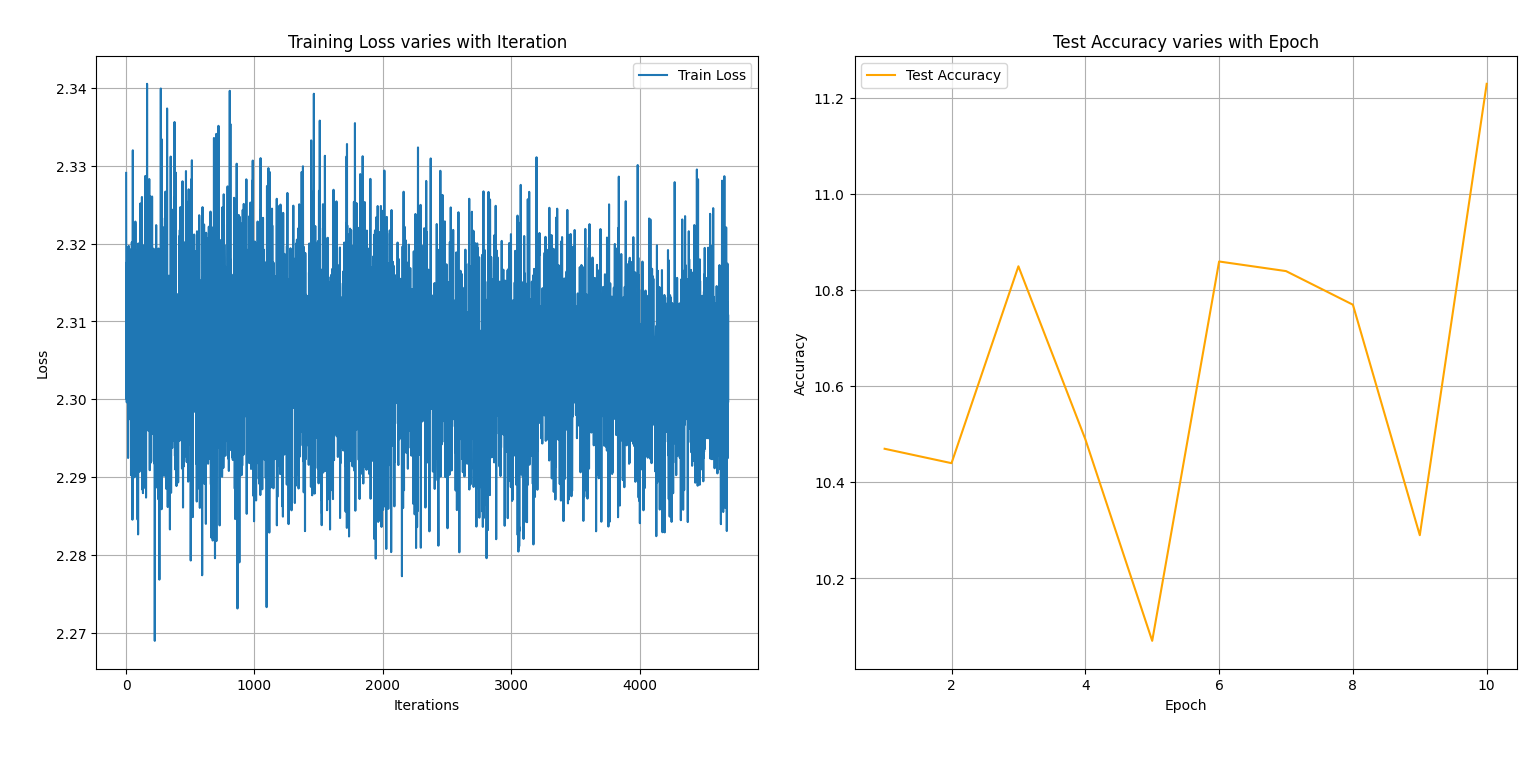 Training Loss varies with Iteration
Train Loss
2.34
2.33
2.32
2.31
2.30
2.29
2.28
2.27
Loss
0 1000 2000 3000 4000
Iterations
Test Accuracy varies with Epoch
Test Accuracy
11.2
11.0
10.8
10.6
10.4
10.2
Accuracy
2 4 6 8 10
Epoch